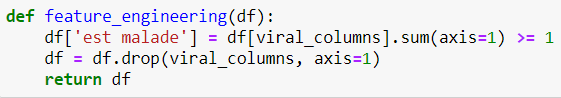 def feature_engineering(df):
    df['est malade'] = df[viral_columns].sum(axis=1) >= 1
    df = df.drop(viral_columns, axis=1)
    return df